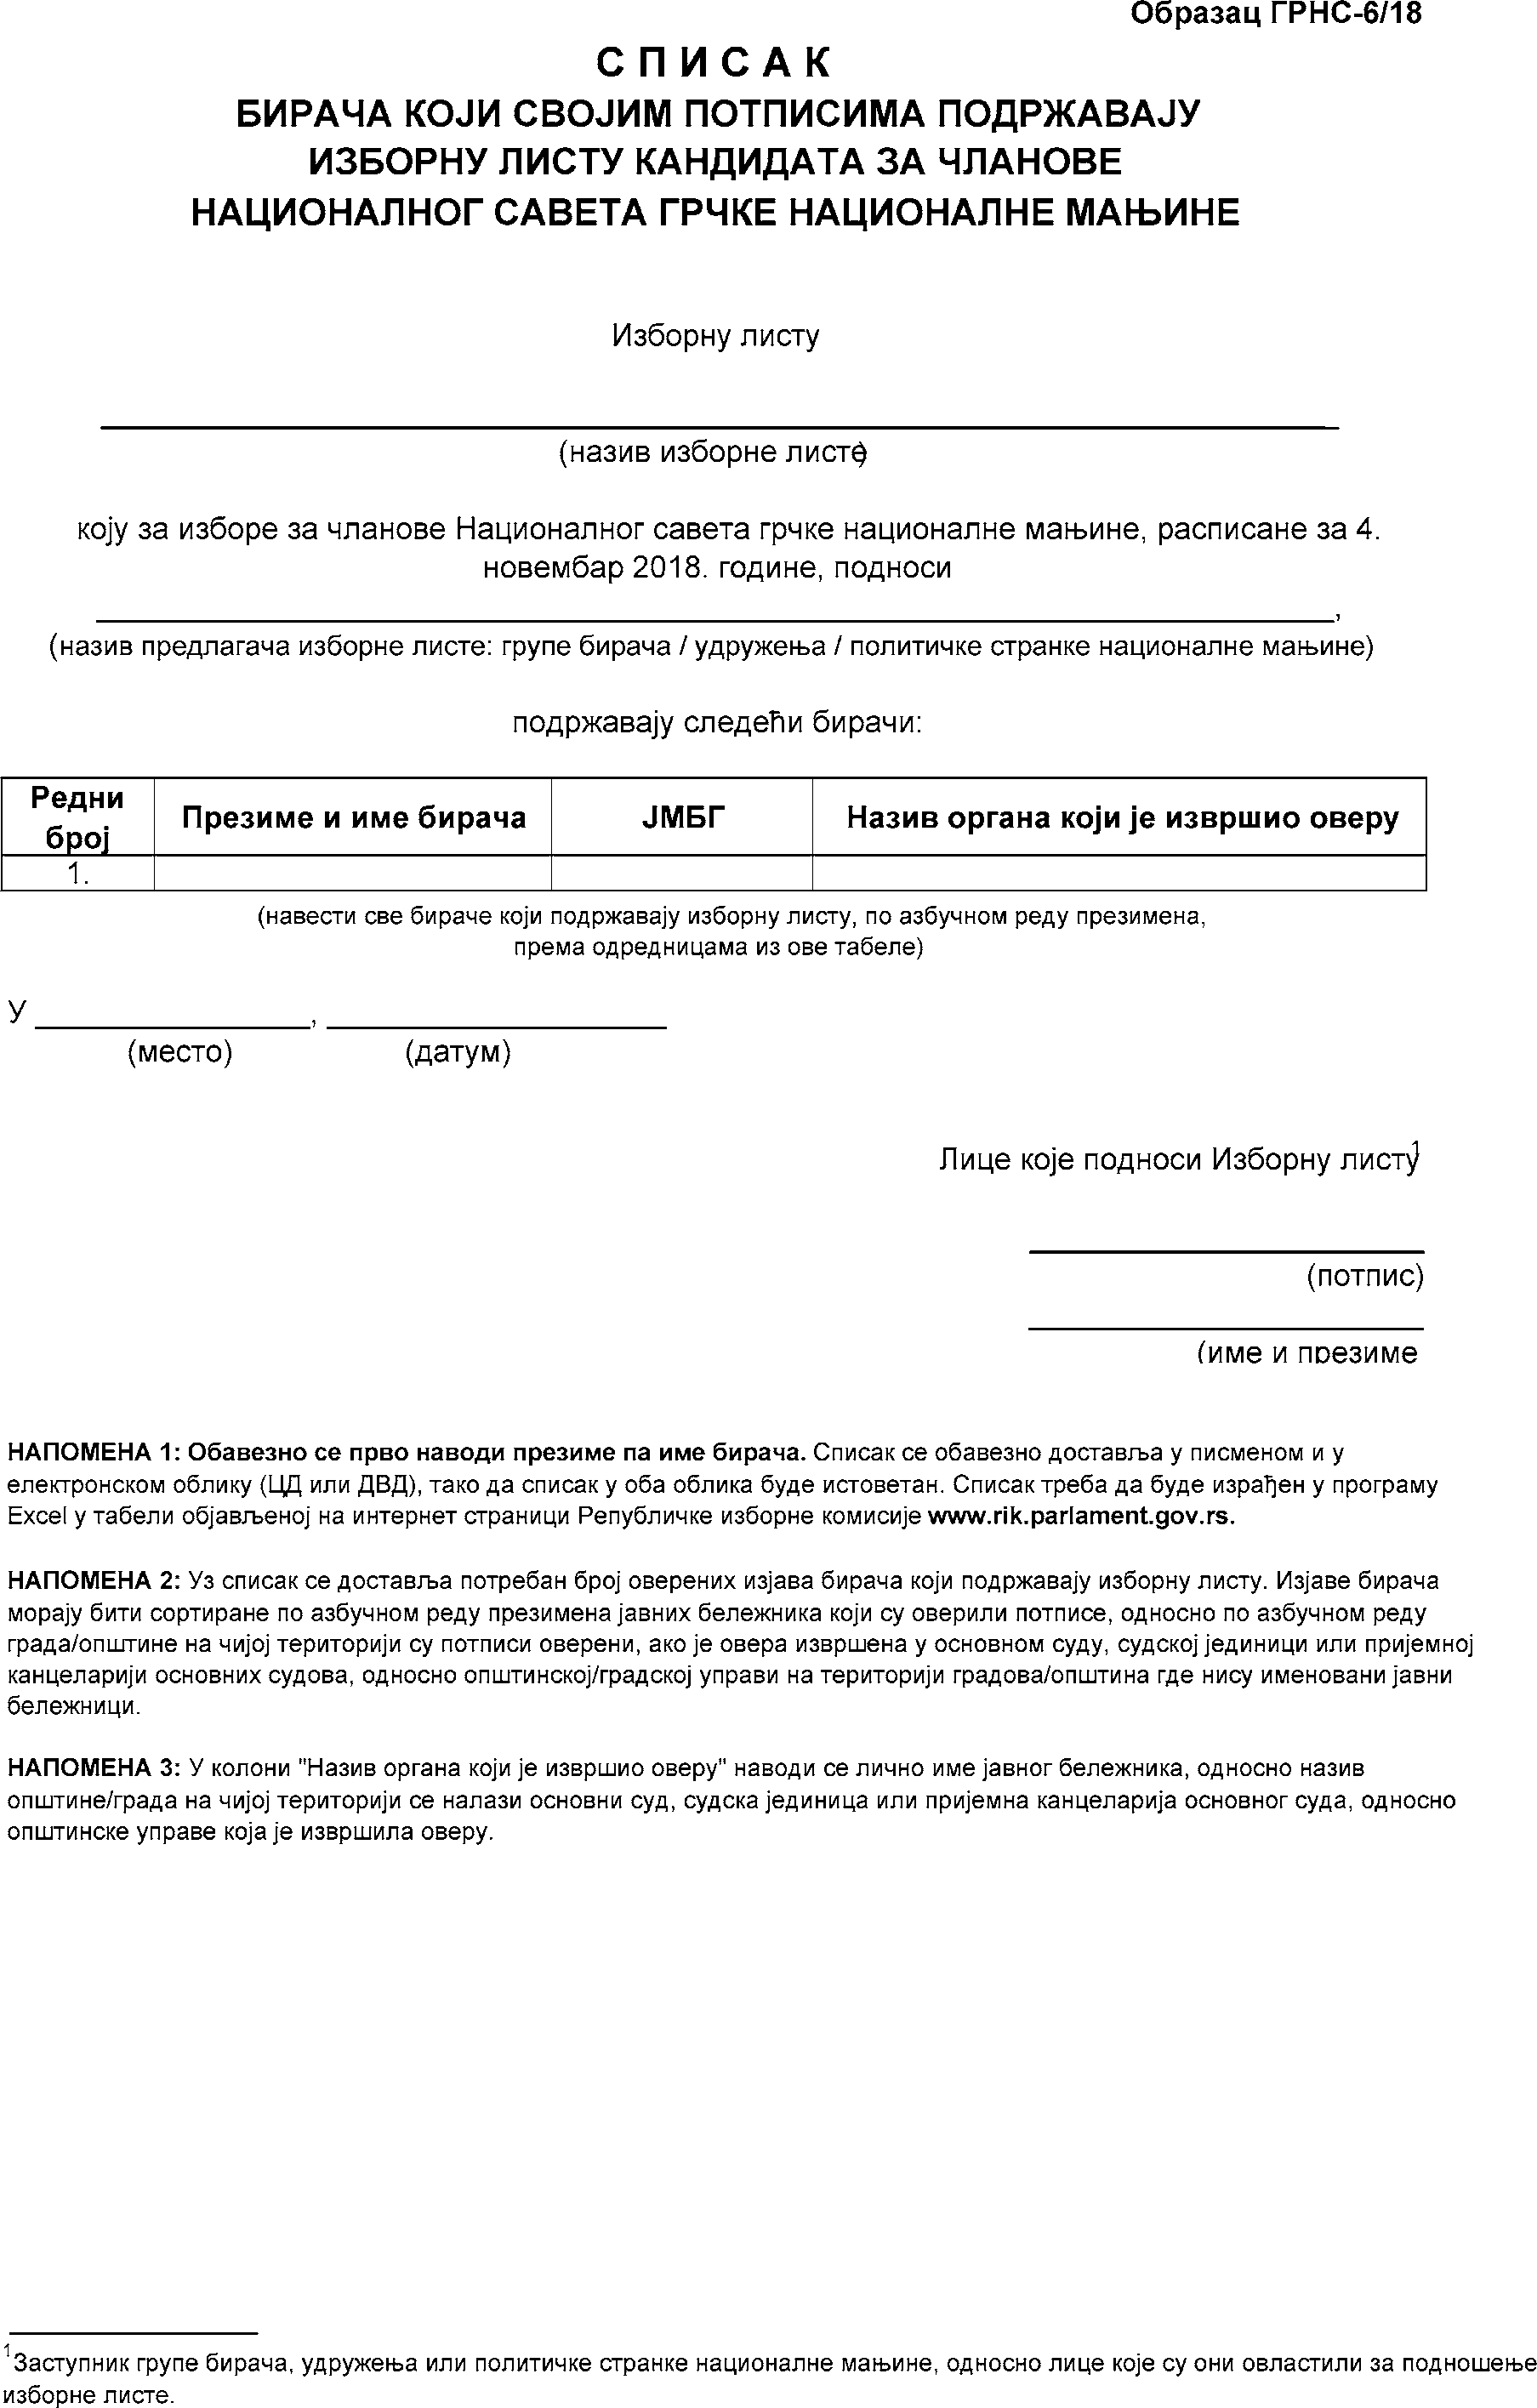 Образац ГРНС-6/18
С П И С А К
БИРАЧА КОЈИ СВОЈИМ ПОТПИСИМА ПОДРЖАВАЈУ
ИЗБОРНУ ЛИСТУ КАНДИДАТА ЗА ЧЛАНОВЕ
НАЦИОНАЛНОГ САВЕТА ГРЧКЕ НАЦИОНАЛНЕ МАЊИНЕ
Изборну листу
(назив изборне листе)
коју за изборе за чланове Националног савета грчке националне мањине, расписане за 4.
новембар 2018. године, подноси
,
(назив предлагача изборне листе: групе бирача / удружења / политичке странке националне мањине)
подржавају следећи бирачи:
Редни број | Презиме и име бирача | ЈМБГ | Назив органа који је извршио оверу
1.
(навести све бираче који подржавају изборну листу, по азбучном реду презимена,
према одредницама из ове табеле)
У ____________, ____________
(место) (датум)
Лице које подноси Изборну листу1
(потпис)
(име и презиме
НАПОМЕНА 1: Обавезно се прво наводи презиме па име бирача. Списак се обавезно доставља у писменом и у
електронском облику (ЦД или ДВД), тако да списак у оба облика буде истоветан. Списак треба да буде израђен у програму
Excel у табели објављеној на интернет страници Републичке изборне комисије www.rik.parlament.gov.rs.
НАПОМЕНА 2: Уз списак се доставља потребан број оверених изјава бирача који подржавају изборну листу. Изјаве бирача
морају бити сортиране по азбучном реду презимена јавних бележника који су оверили потписе, односно по азбучном реду
града/општине на чијој територији су потписи оверени, ако је овера извршена у основном суду, судској јединици или пријемној
канцеларији основних судова, односно општинској/градској управи на територији градова/општина где нису именовани јавни
бележници.
НАПОМЕНА 3: У колони "Назив органа који је извршио оверу" наводи се лично име јавног бележника, односно назив
општине/града на чијој територији се налази основни суд, судска јединица или пријемна канцеларија основног суда, односно
општинске управе која је извршила оверу.
1Заступник групе бирача, удружења или политичке странке националне мањине, односно лице које су они овластили за подношење
изборне листе.